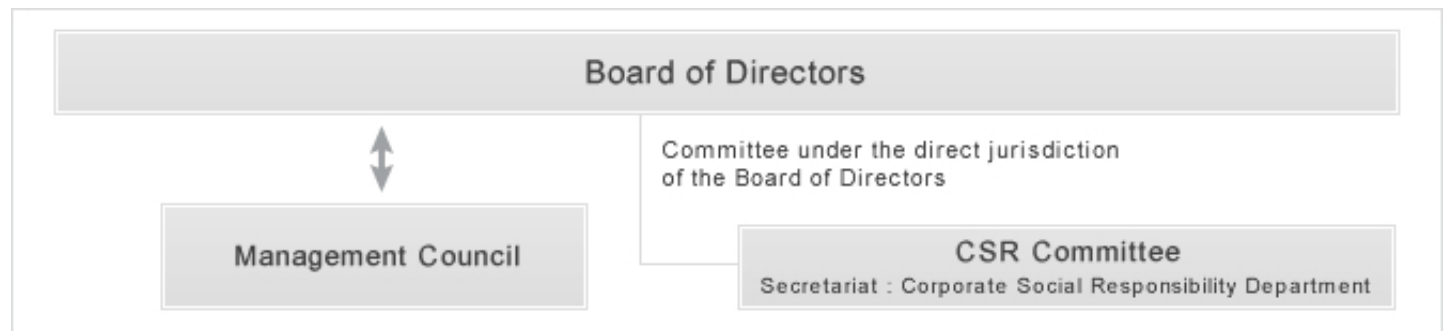 Board of Directors
Committee under the direct jurisdiction
of the Board of Directors
Management Council
CSR Committee
Secretariat : Corporate Social Responsibility Department